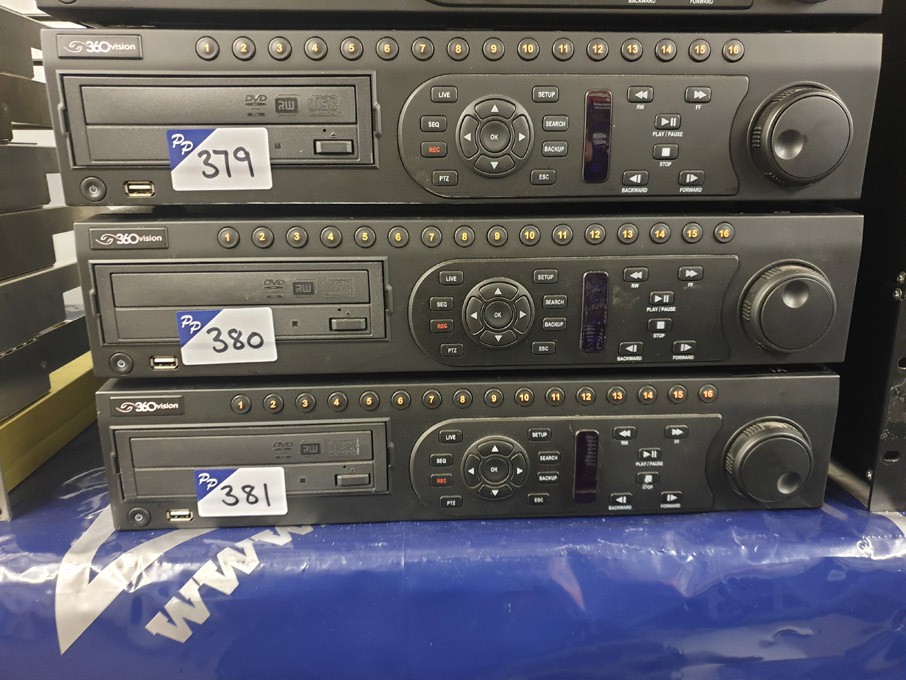 BACKWARD FORWARD
360vision 1 2 3 4 5 6 7 8 9 10 11 12 13 14 15 16
DVD RW
LIVE SETUP
SEQ OK SEARCH
REC BACKUP
PTZ ESC
RW FF
PLAY / PAUSE
STOP
BACKWARD FORWARD
PP 379
360vision 1 2 3 4 5 6 7 8 9 10 11 12 13 14 15 16
DVD RW
LIVE SETUP
SEQ OK SEARCH
REC BACKUP
PTZ ESC
RW FF
PLAY / PAUSE
STOP
BACKWARD FORWARD
PP 380
360vision 1 2 3 4 5 6 7 8 9 10 11 12 13 14 15 16
DVD RW
LIVE SETUP
SEQ OK SEARCH
REC BACKUP
PTZ ESC
RW FF
PLAY / PAUSE
STOP
BACKWARD FORWARD
PP 381
www.